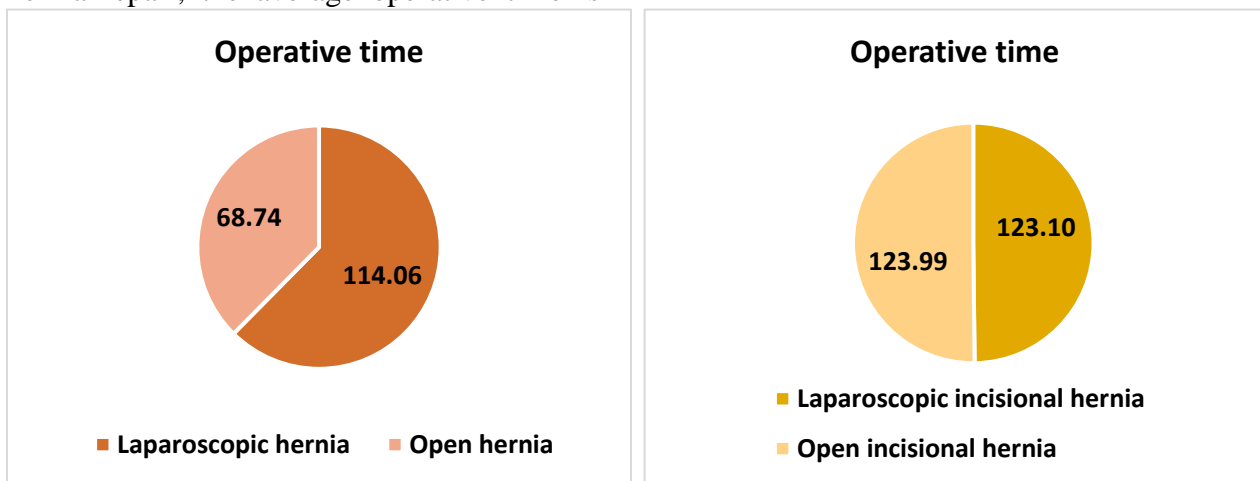 Operative time
68.74
114.06
Laparoscopic hernia Open hernia
Operative time
123.10
123.99
Laparoscopic incisional hernia
Open incisional hernia